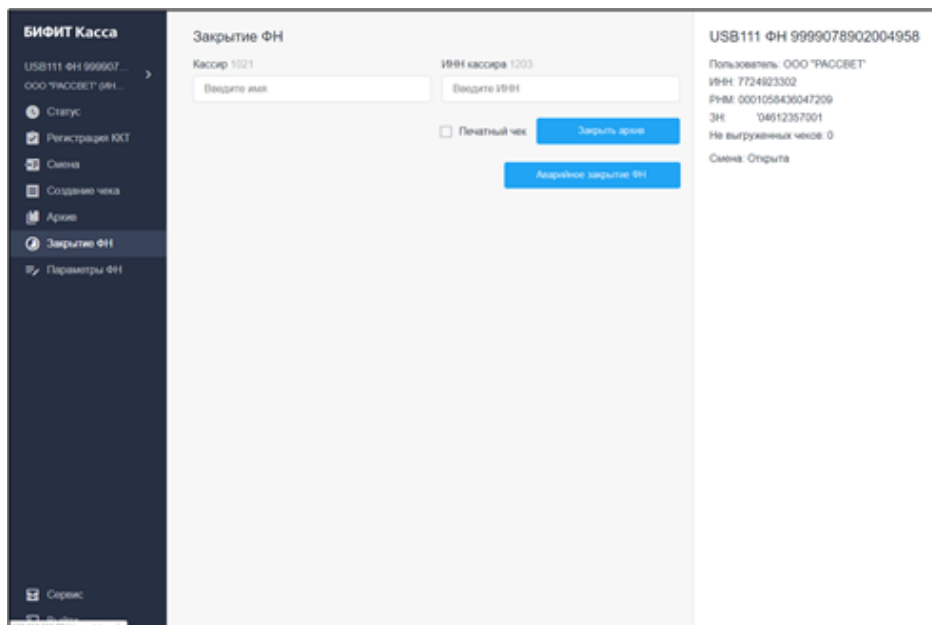 БИФИТ Касса
USB111 ФН 999907...
ООО "РАССВЕТ" (ИН...
Статус
Регистрация ККТ
Смена
Создание чека
Архив
Закрытие ФН
Параметры ФН
Сервис
Закрытие ФН
Кассир 1021
ИНН кассира 1203
Введите имя
Введите ИНН
Печатный чек
Закрыть архив
Аварийное закрытие ФН
USB111 ФН 9999078902004958
Пользователь: ООО "РАССВЕТ"
ИНН: 7724923302
РНМ: 0001058436047209
ЗН: '04612357001
Не выгруженных чеков: 0
Смена: Открыта